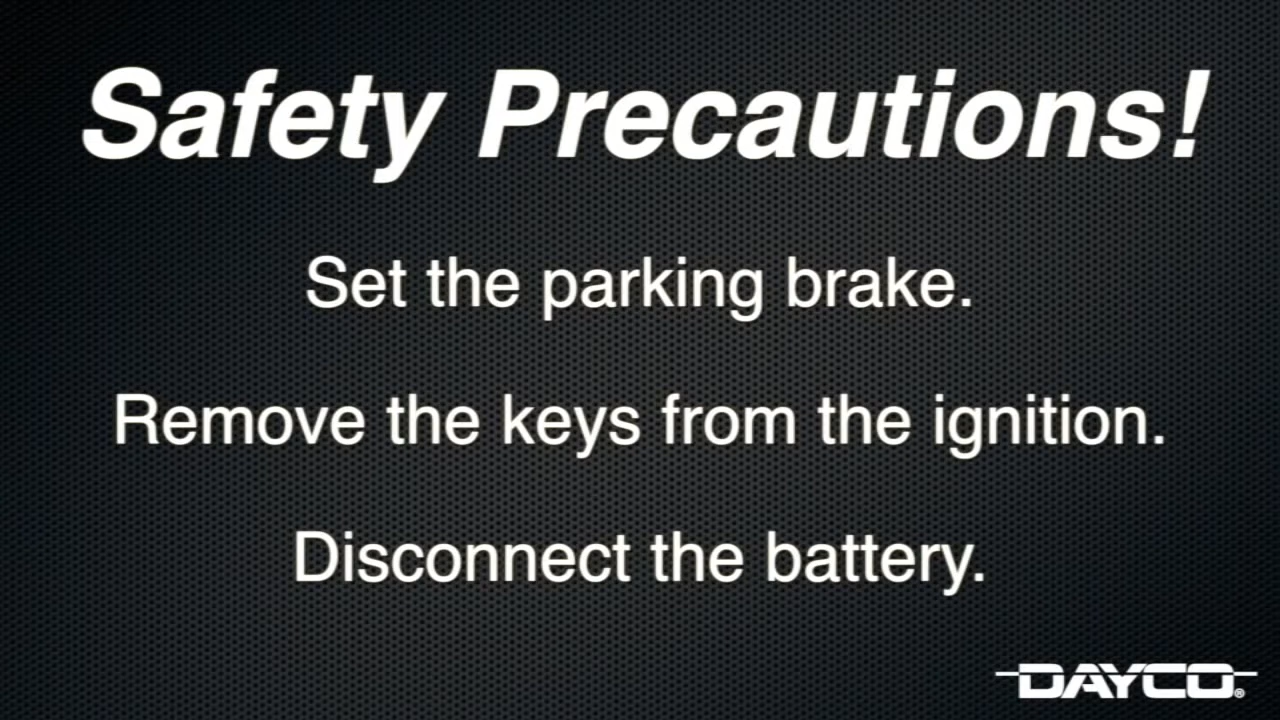 Safety Precautions!
Set the parking brake.
Remove the keys from the ignition.
Disconnect the battery.
DAYCO®